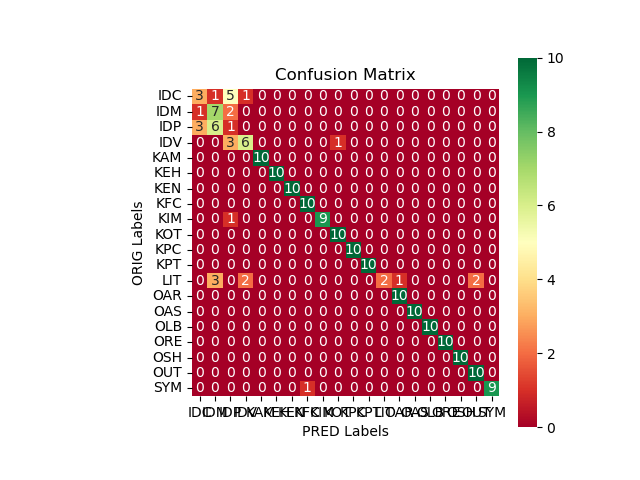 Confusion Matrix
IDC 3 1 5 1 0 0 0 0 0 0 0 0 0 0 0 0 0 0 0 0
IDM 1 7 2 0 0 0 0 0 0 0 0 0 0 0 0 0 0 0 0 0
IDP 3 6 1 0 0 0 0 0 0 0 0 0 0 0 0 0 0 0 0 0
IDV 0 0 3 6 0 0 0 0 0 1 0 0 0 0 0 0 0 0 0 0
KAM 0 0 0 0 10 0 0 0 0 0 0 0 0 0 0 0 0 0 0 0
KEH 0 0 0 0 0 10 0 0 0 0 0 0 0 0 0 0 0 0 0 0
KEN 0 0 0 0 0 0 10 0 0 0 0 0 0 0 0 0 0 0 0 0
KFC 0 0 0 0 0 0 0 10 0 0 0 0 0 0 0 0 0 0 0 0
KIM 0 0 1 0 0 0 0 0 9 0 0 0 0 0 0 0 0 0 0 0
KOT 0 0 0 0 0 0 0 0 0 10 0 0 0 0 0 0 0 0 0 0
KPC 0 0 0 0 0 0 0 0 0 0 10 0 0 0 0 0 0 0 0 0
KPT 0 0 0 0 0 0 0 0 0 0 0 10 0 0 0 0 0 0 0 0
LIT 0 3 0 2 0 0 0 0 0 0 0 0 2 1 0 0 0 0 2 0
OAR 0 0 0 0 0 0 0 0 0 0 0 0 0 10 0 0 0 0 0 0
OAS 0 0 0 0 0 0 0 0 0 0 0 0 0 0 10 0 0 0 0 0
OLB 0 0 0 0 0 0 0 0 0 0 0 0 0 0 0 10 0 0 0 0
ORE 0 0 0 0 0 0 0 0 0 0 0 0 0 0 0 0 10 0 0 0
OSH 0 0 0 0 0 0 0 0 0 0 0 0 0 0 0 0 0 10 0 0
OUT 0 0 0 0 0 0 0 0 0 0 0 0 0 0 0 0 0 0 10 0
SYM 0 0 0 0 0 0 0 1 0 0 0 0 0 0 0 0 0 0 0 9
IDC IDM IDP IDV KAM KEH KEN KFC KIM KOT KPC KPT LIT OAR OAS OLB ORE OSH OUT SYM
PRED Labels
ORIG Labels
10
8
6
4
2
0